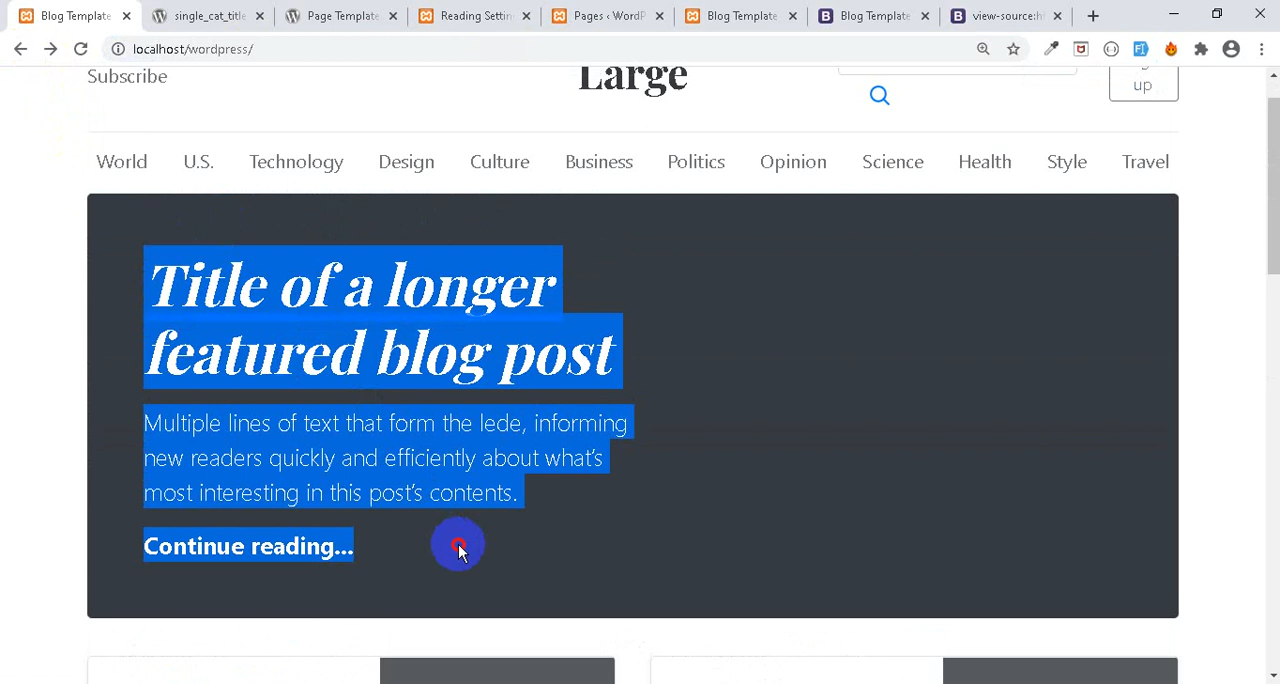 Blog Template
single_cat_title
Page Template
Reading Settin
Pages ‹ WordP
Blog Template
Blog Template
view-source:h
localhost/wordpress/
Subscribe
Large
up
World U.S. Technology Design Culture Business Politics Opinion Science Health Style Travel
Title of a longer
featured blog post
Multiple lines of text that form the lede, informing
new readers quickly and efficiently about what’s
most interesting in this post’s contents.
Continue reading...